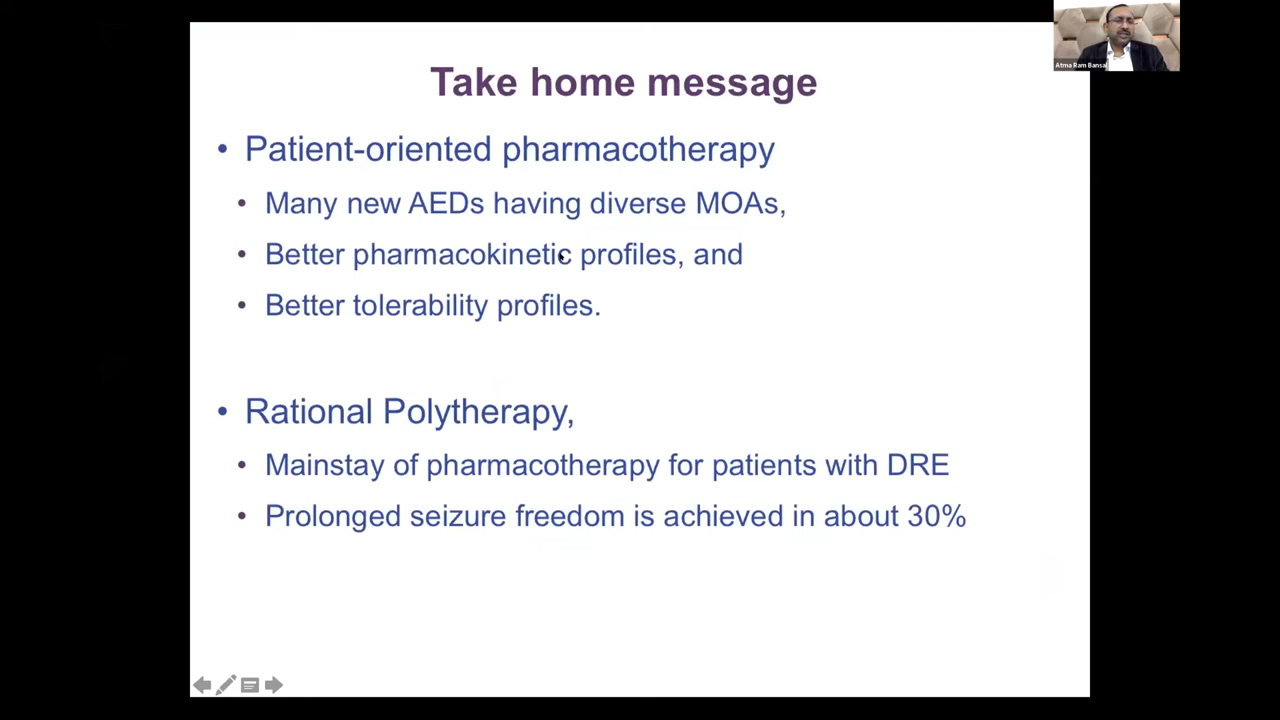 Atma Ram Bansal
Take home message
• Patient-oriented pharmacotherapy
• Many new AEDs having diverse MOAs,
• Better pharmacokinetic profiles, and
• Better tolerability profiles.
• Rational Polytherapy,
• Mainstay of pharmacotherapy for patients with DRE
• Prolonged seizure freedom is achieved in about 30%